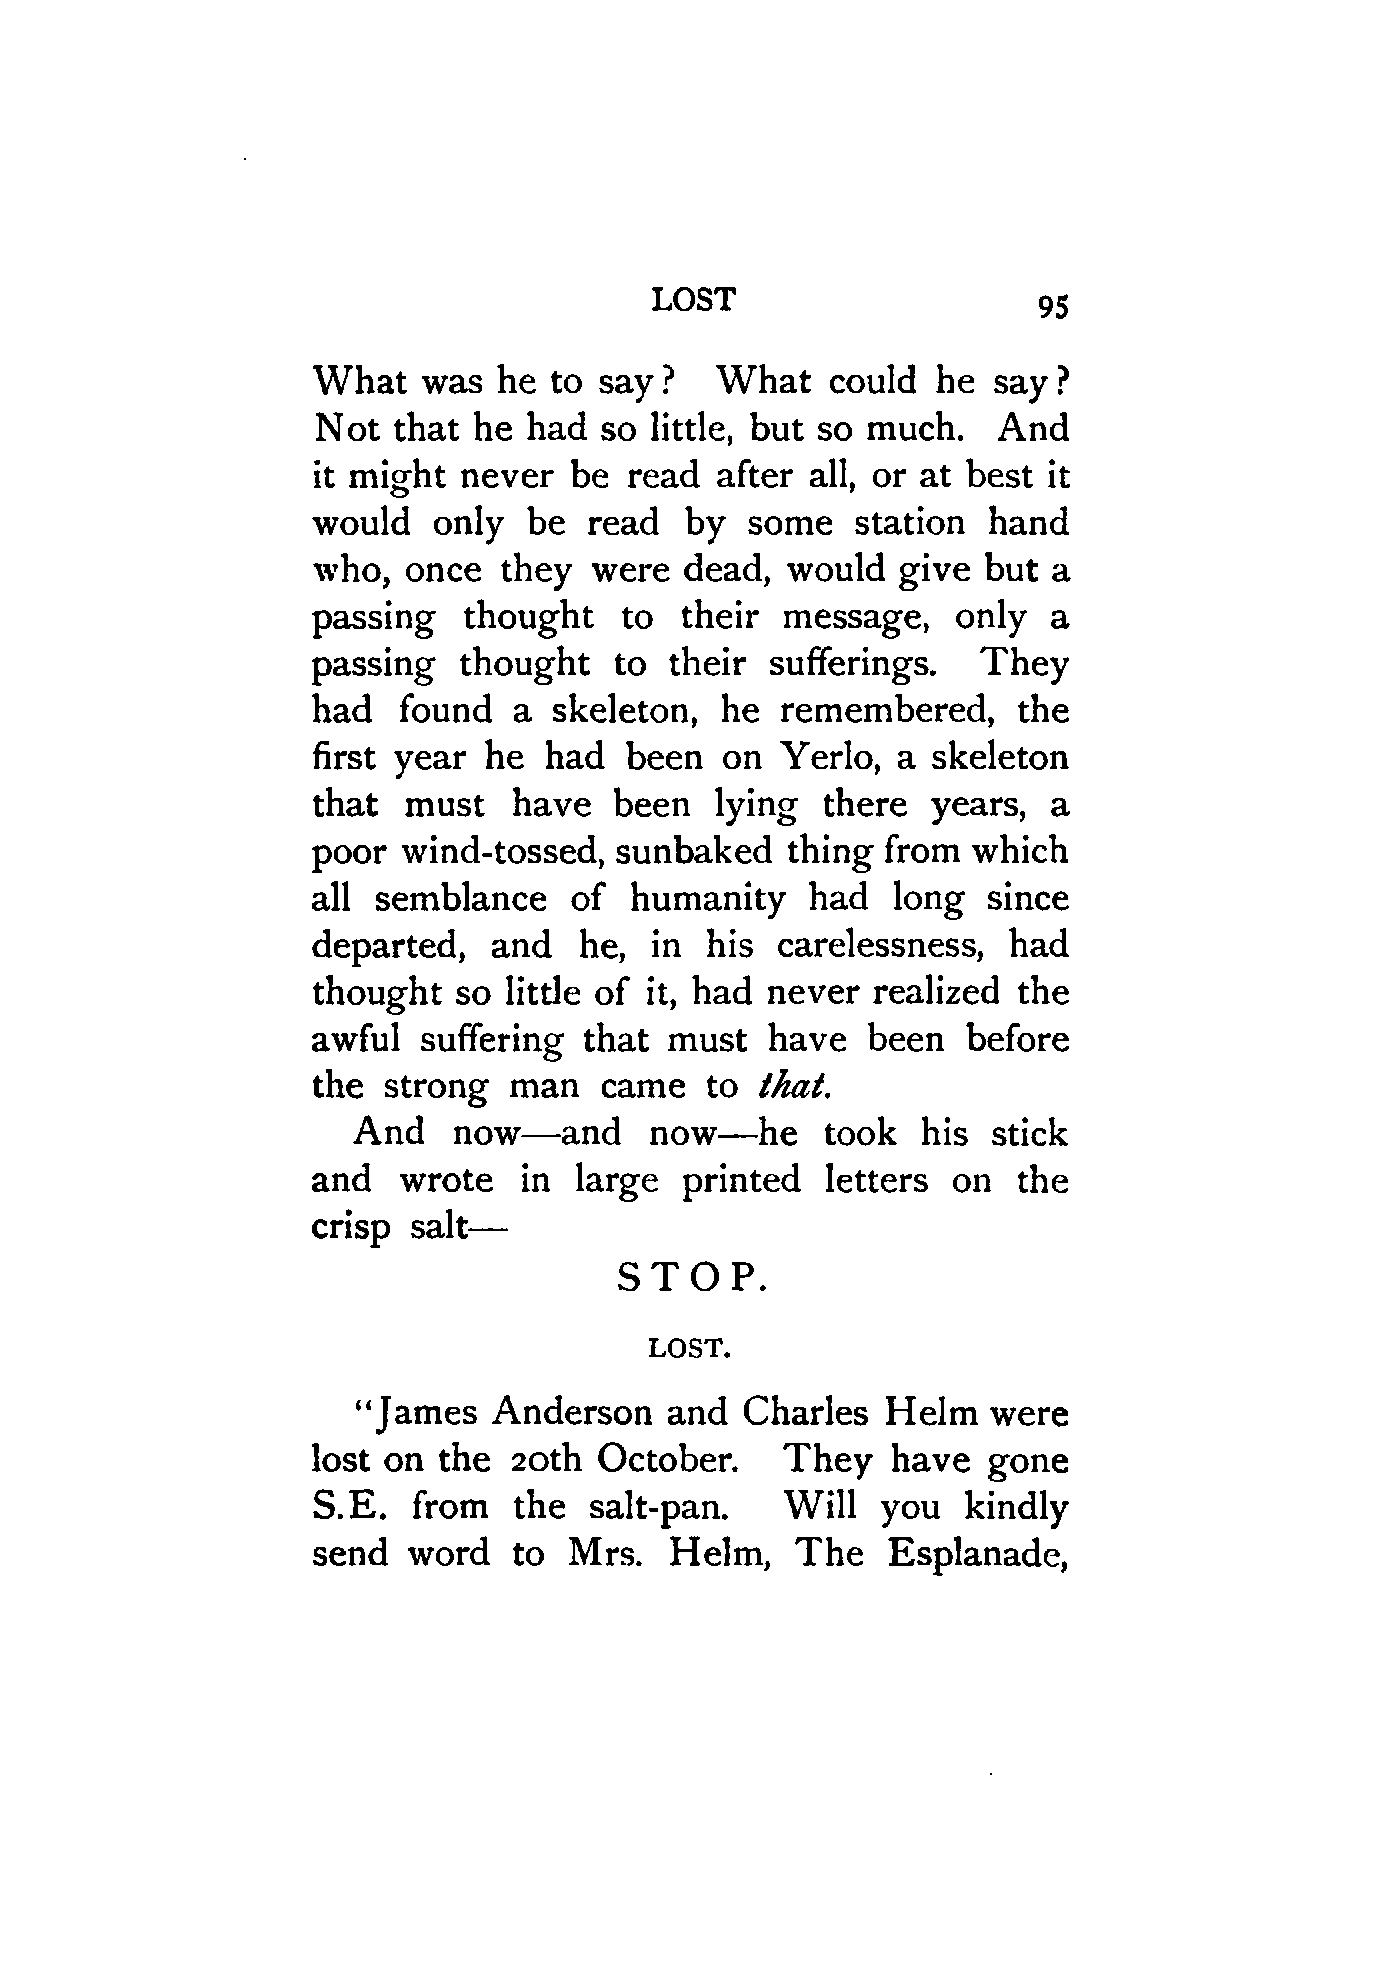 LOST 95
What was he to say? What could he say?
Not that he had so little, but so much. And
it might never be read after all, or at best it
would only be read by some station hand
who, once they were dead, would give but a
passing thought to their message, only a
passing thought to their sufferings. They
had found a skeleton, he remembered, the
first year he had been on Yerlo, a skeleton
that must have been lying there years, a
poor wind-tossed, sunbaked thing from which
all semblance of humanity had long since
departed, and he, in his carelessness, had
thought so little of it, had never realized the
awful suffering that must have been before
the strong man came to that.
And now—and now—he took his stick
and wrote in large printed letters on the
crisp salt—
STOP.
LOST.
"James Anderson and Charles Helm were
lost on the 20th October. They have gone
S.E. from the salt-pan. Will you kindly
send word to Mrs. Helm, The Esplanade,